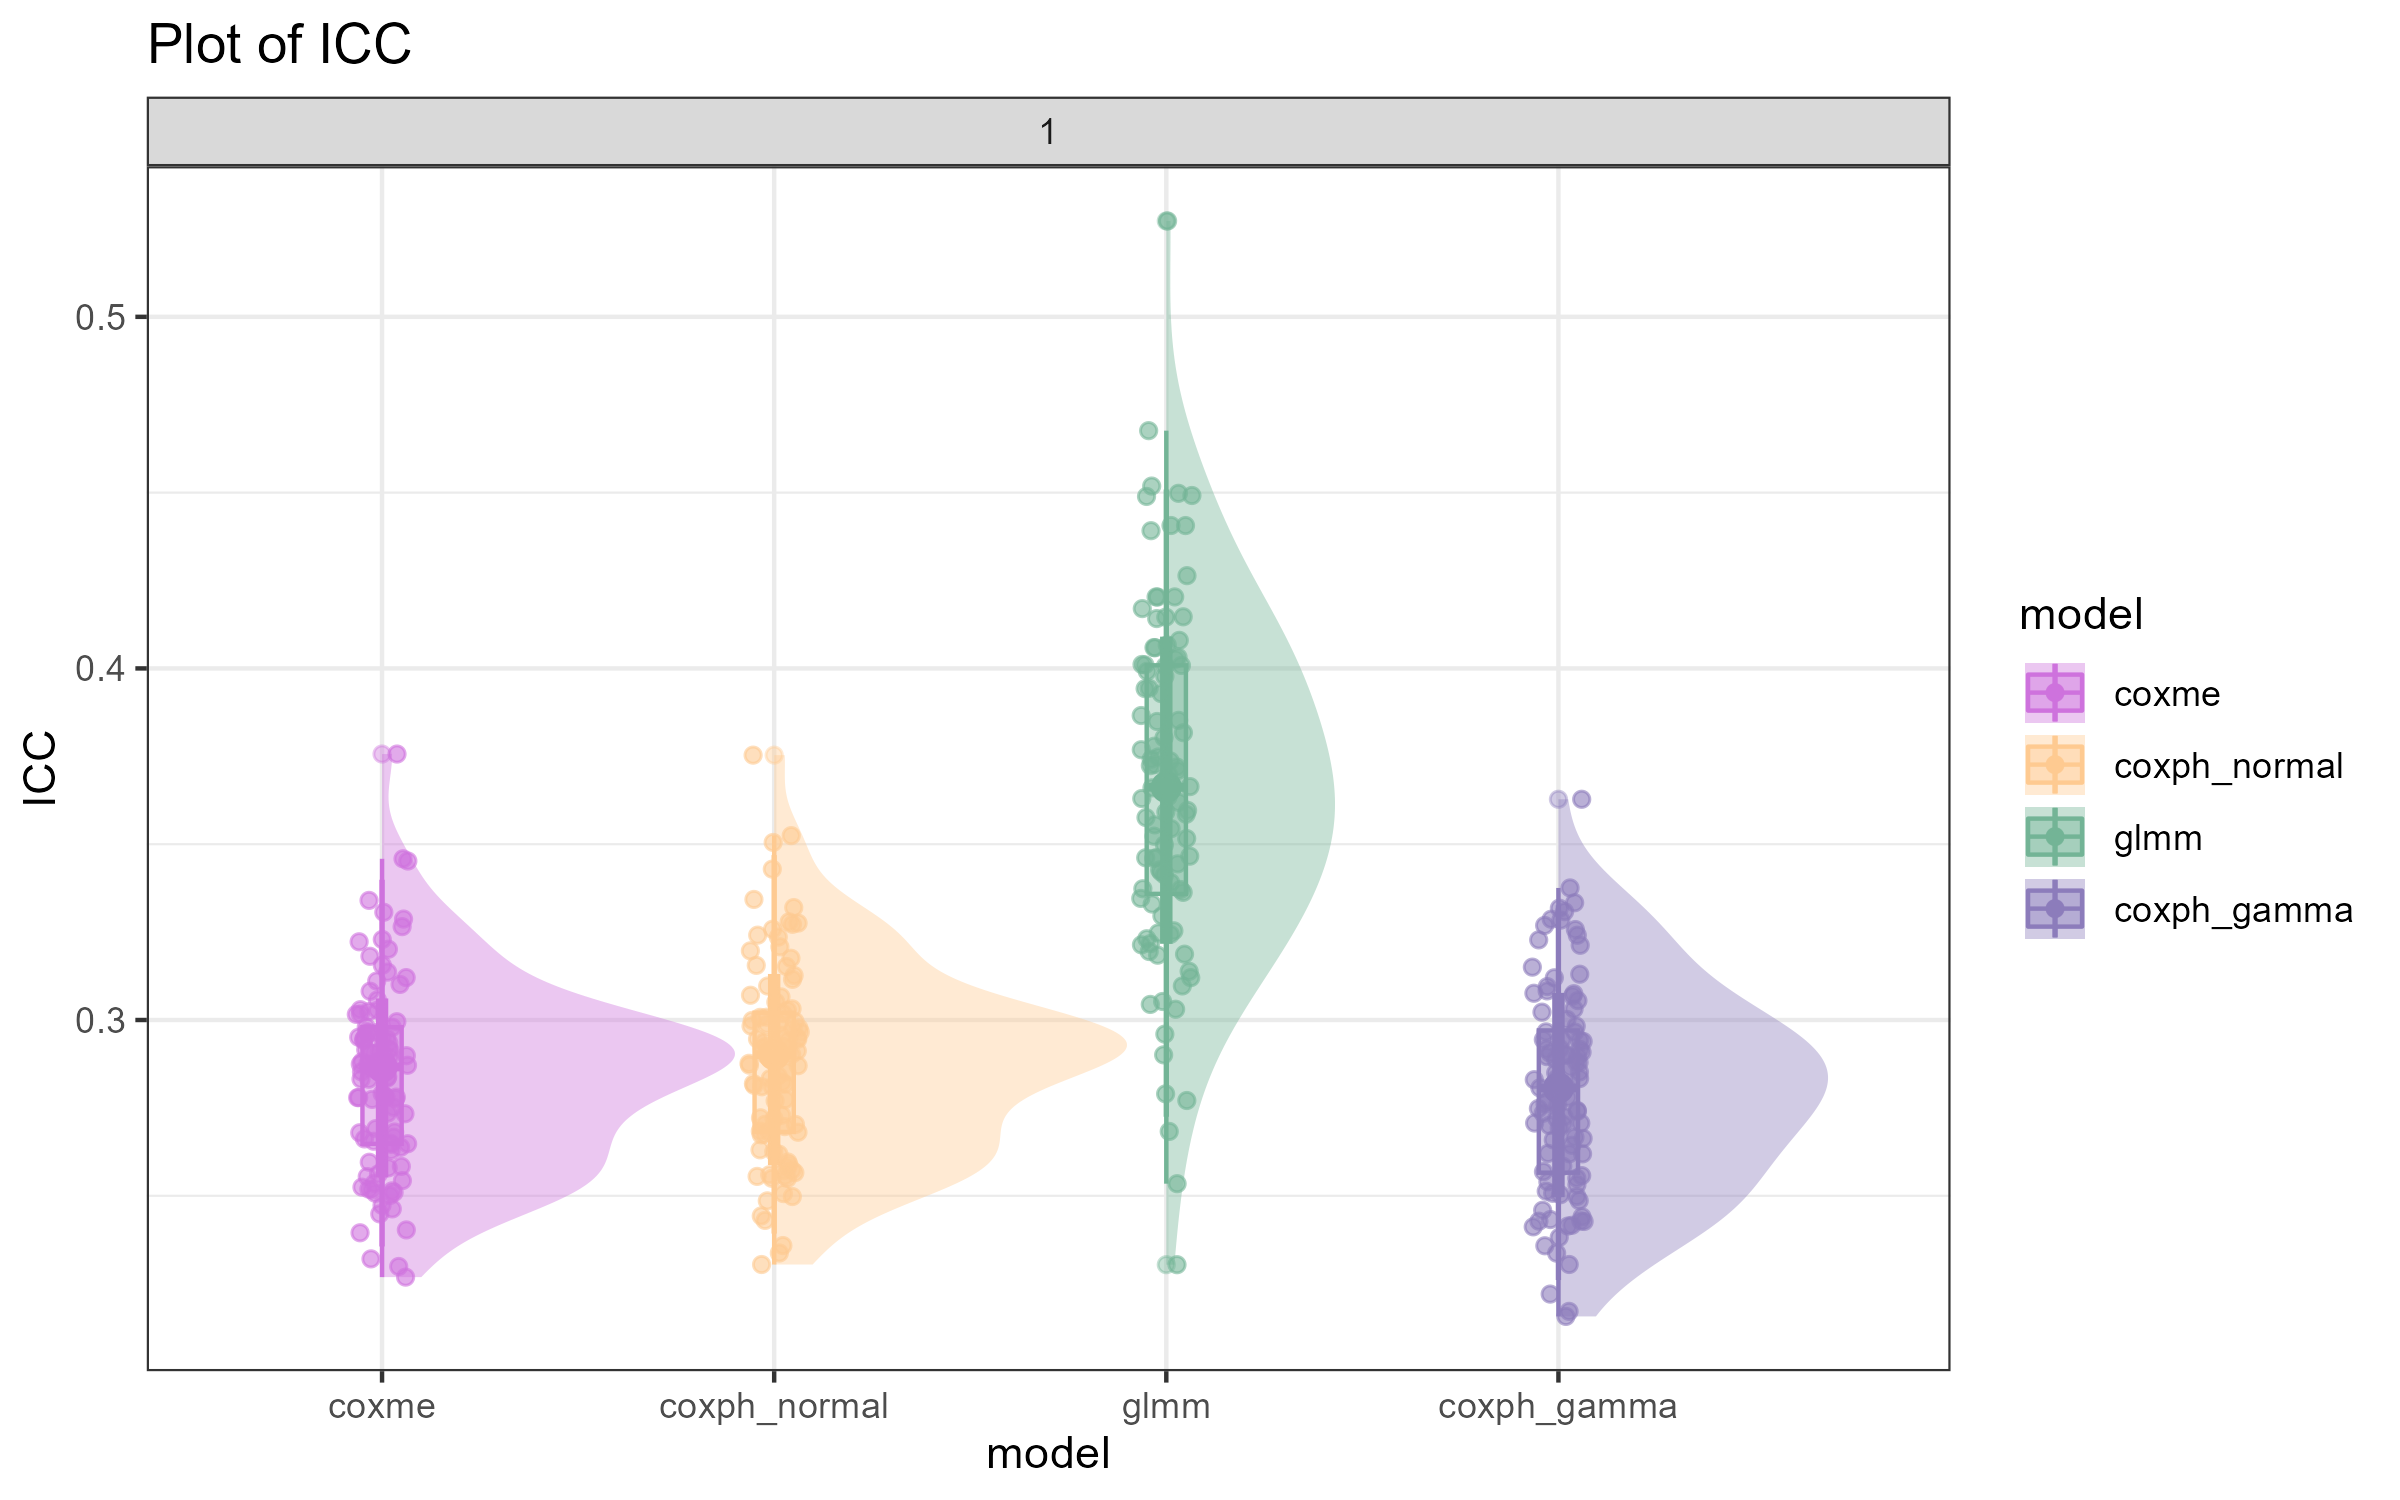 Plot of ICC
1
0.5
0.4
0.3
ICC
coxme
coxph_normal
glmm
coxph_gamma
model
model
coxme
coxph_normal
glmm
coxph_gamma